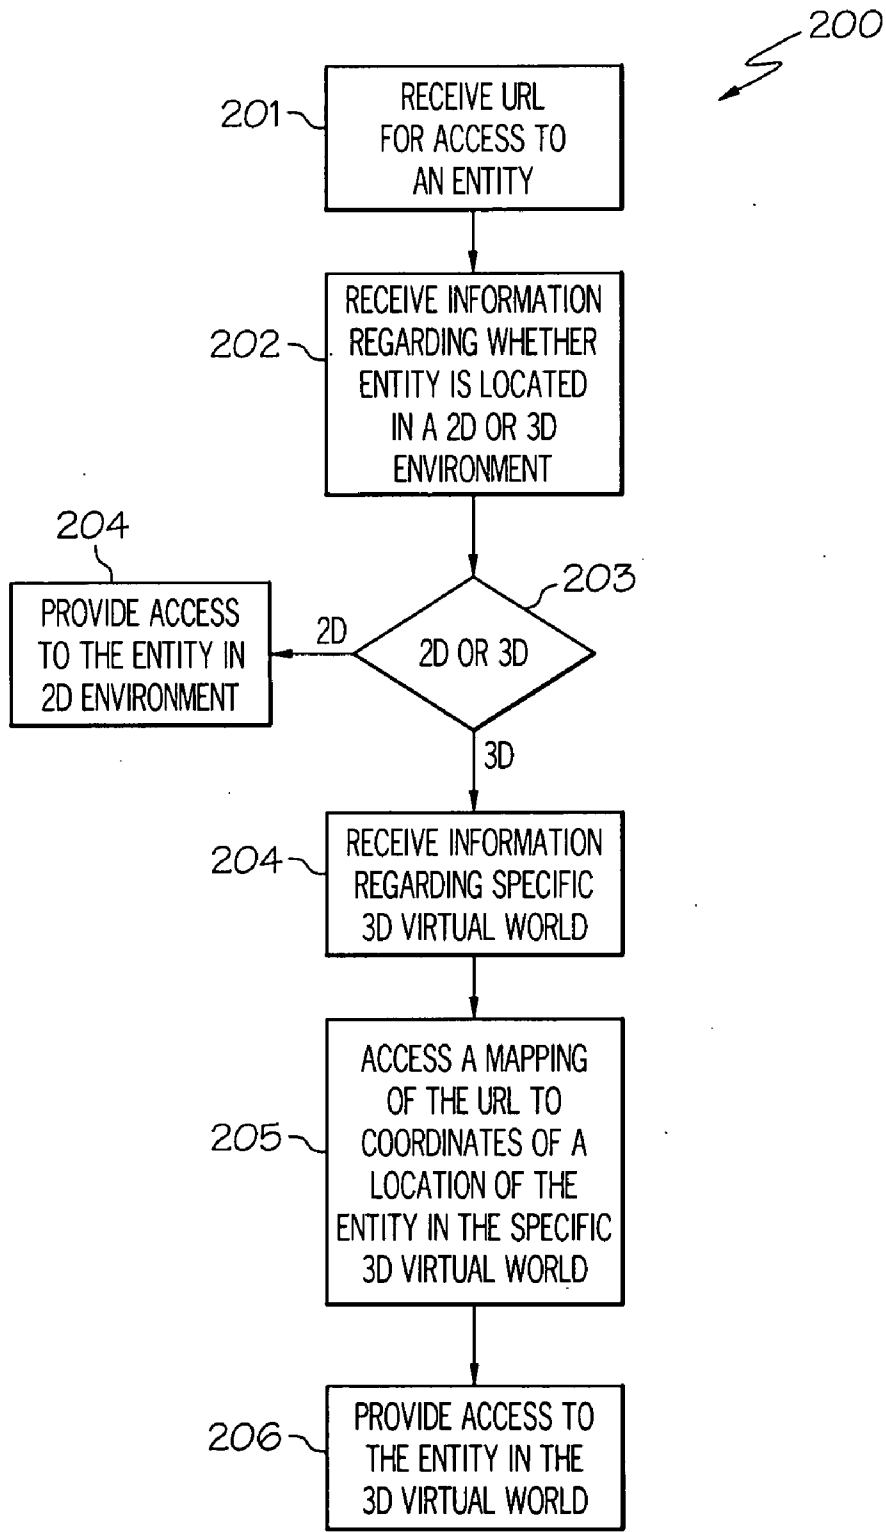 200
201
RECEIVE URL
FOR ACCESS TO
AN ENTITY
202
RECEIVE INFORMATION
REGARDING WHETHER
ENTITY IS LOCATED
IN A 2D OR 3D
ENVIRONMENT
204
PROVIDE ACCESS
TO THE ENTITY IN
2D ENVIRONMENT
2D
203
2D OR 3D
3D
204
RECEIVE INFORMATION
REGARDING SPECIFIC
3D VIRTUAL WORLD
205
ACCESS A MAPPING
OF THE URL TO
COORDINATES OF A
LOCATION OF THE
ENTITY IN THE SPECIFIC
3D VIRTUAL WORLD
206
PROVIDE ACCESS TO
THE ENTITY IN THE
3D VIRTUAL WORLD